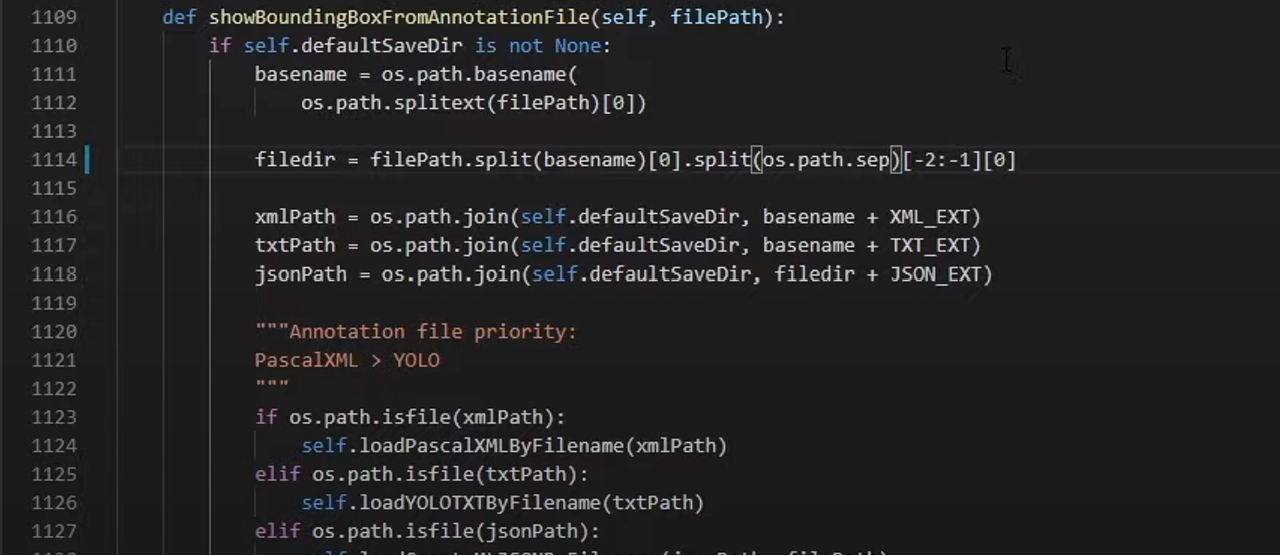 1109 def showBoundingBoxFromAnnotationFile(self, filePath):
1110 if self.defaultSaveDir is not None:
1111 basename = os.path.basename(
1112 os.path.splitext(filePath)[0])
1113
1114 filedir = filePath.split(basename)[0].split(os.path.sep)[-2:-1][0]
1115
1116 xmlPath = os.path.join(self.defaultSaveDir, basename + XML_EXT)
1117 txtPath = os.path.join(self.defaultSaveDir, basename + TXT_EXT)
1118 jsonPath = os.path.join(self.defaultSaveDir, filedir + JSON_EXT)
1119
1120 """Annotation file priority:
1121 PascalXML > YOLO
1122 """
1123 if os.path.isfile(xmlPath):
1124 self.loadPascalXMLByFilename(xmlPath)
1125 elif os.path.isfile(txtPath):
1126 self.loadYOLOTXTByFilename(txtPath)
1127 elif os.path.isfile(jsonPath):